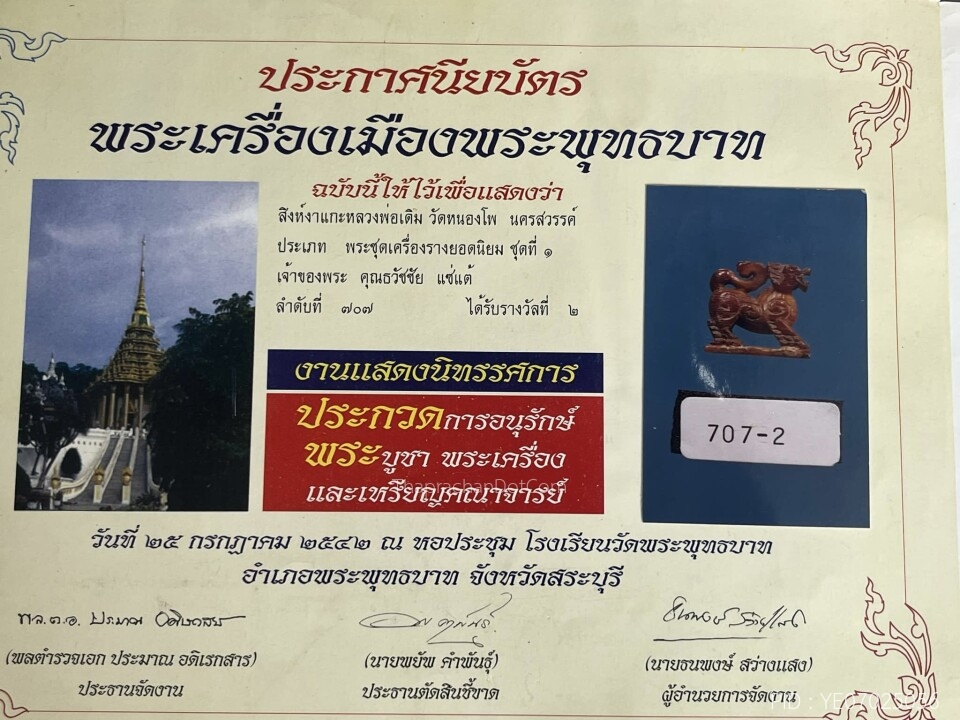 ประกาศนียบัตร
พระเครื่องเมืองพระพุทธบาท
ฉบับนี้ให้ไว้เพื่อแสดงว่า
สิงห์งาแกะหลวงพ่อเดิม วัดหนองโพ นครสวรรค์
ประเภท พระชุดเครื่องรางยอดนิยม ชุดที่ ๑
เจ้าของพระ คุณธวัชชัย แซ่แต้
ลำดับที่ ๗๐๗ ได้รับรางวัลที่ ๒
707-2
งานแสดงนิทรรศการ
ประกวดการอนุรักษ์
พระบูชา พระเครื่อง
ThaprachanDotCom
และเหรียญคณาจารย์
วันที่ ๒๕ กรกฎาคม ๒๕๔๒ ณ หอประชุม โรงเรียนวัดพระพุทธบาท
อำเภอพระพุทธบาท จังหวัดสระบุรี
พล.ต.อ. ประมาณ อดิเรกสาร
(พลตำรวจเอก ประมาณ อดิเรกสาร) (นายพยัพ คำพันธุ์) (นายธนพงษ์ สว่างแสง)
ประธานจัดงาน ประธานตัดสินชี้ขาด ผู้อำนวยการจัดงาน